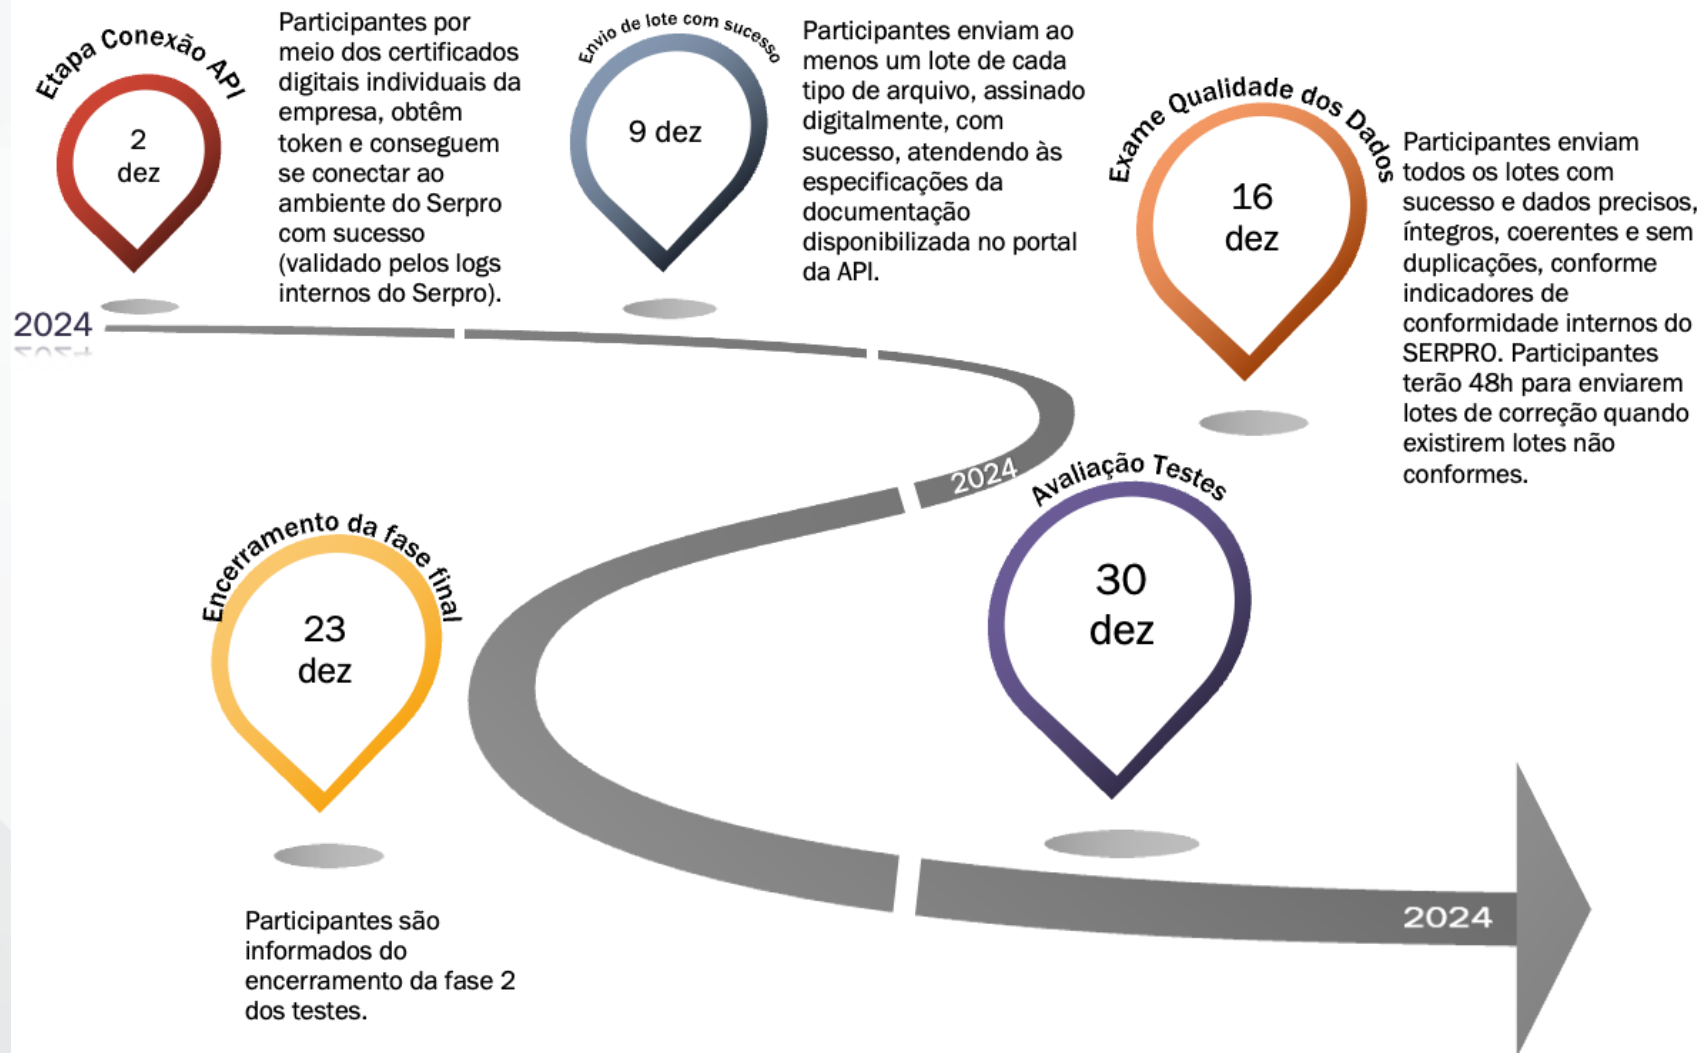 Etapa Conexão API
2
dez
Participantes por
meio dos certificados
digitais individuais da
empresa, obtêm
token e conseguem
se conectar ao
ambiente do Serpro
com sucesso
(validado pelos logs
internos do Serpro).
Envio de lote com sucesso
9 dez
Participantes enviam ao
menos um lote de cada
tipo de arquivo, assinado
digitalmente, com
sucesso, atendendo às
especificações da
documentação
disponibilizada no portal
da API.
Exame Qualidade dos Dados
16
dez
Participantes enviam
todos os lotes com
sucesso e dados precisos,
íntegros, coerentes e sem
duplicações, conforme
indicadores de
conformidade internos do
SERPRO. Participantes
terão 48h para enviarem
lotes de correção quando
existirem lotes não
conformes.
2024
2024
Encerramento da fase final
23
dez
Participantes são
informados do
encerramento da fase 2
dos testes.
Avaliação Testes
30
dez
2024